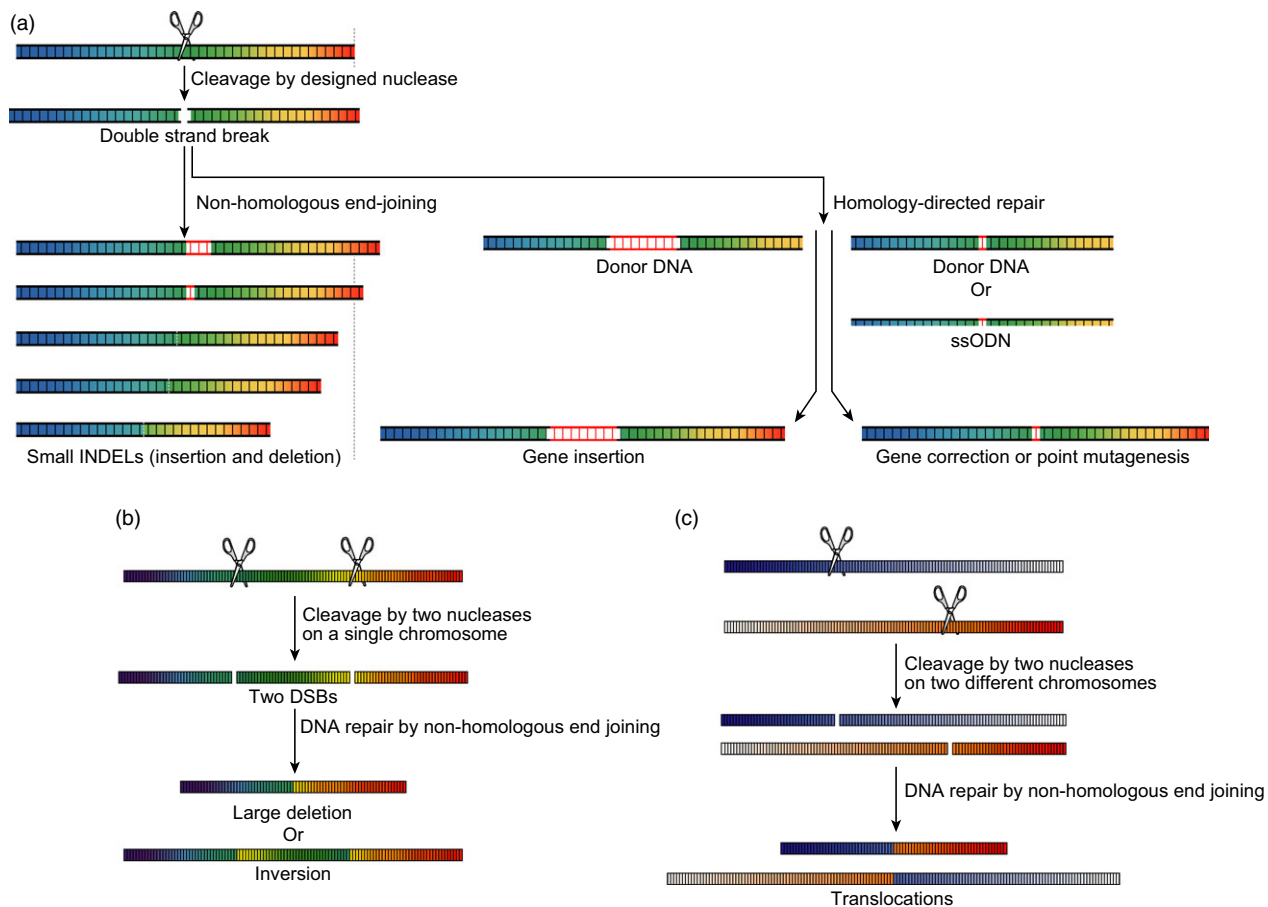 (a)
Cleavage by designed nuclease
Double strand break
Non-homologous end-joining
Homology-directed repair
Donor DNA
Donor DNA
Or
ssODN
Small INDELs (insertion and deletion)
Gene insertion
Gene correction or point mutagenesis
(b)
Cleavage by two nucleases
on a single chromosome
Two DSBs
DNA repair by non-homologous end joining
Large deletion
Or
Inversion
(c)
Cleavage by two nucleases
on two different chromosomes
DNA repair by non-homologous end joining
Translocations